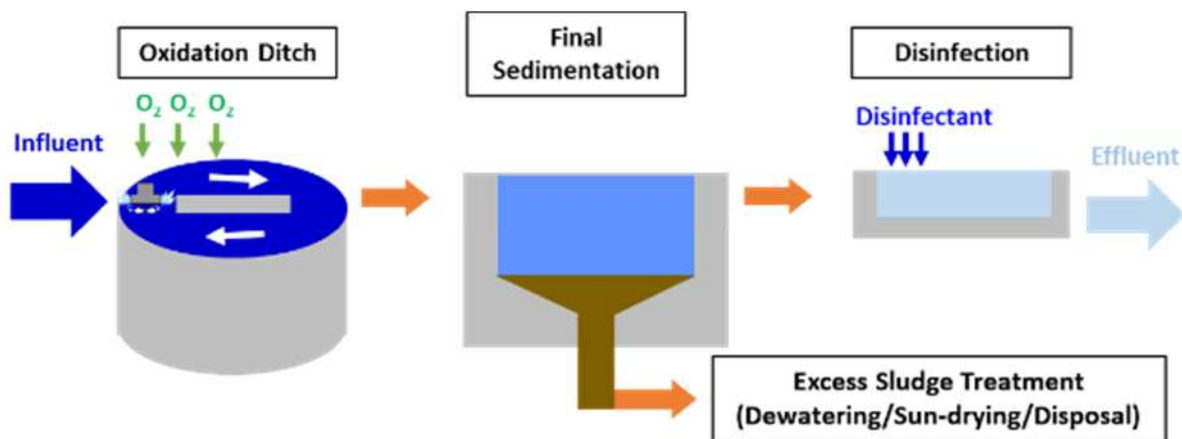 Oxidation Ditch
Final
Sedimentation
Disinfection
O₂ O₂ O₂
Influent
Disinfectant
Effluent
Excess Sludge Treatment
(Dewatering/Sun-drying/Disposal)